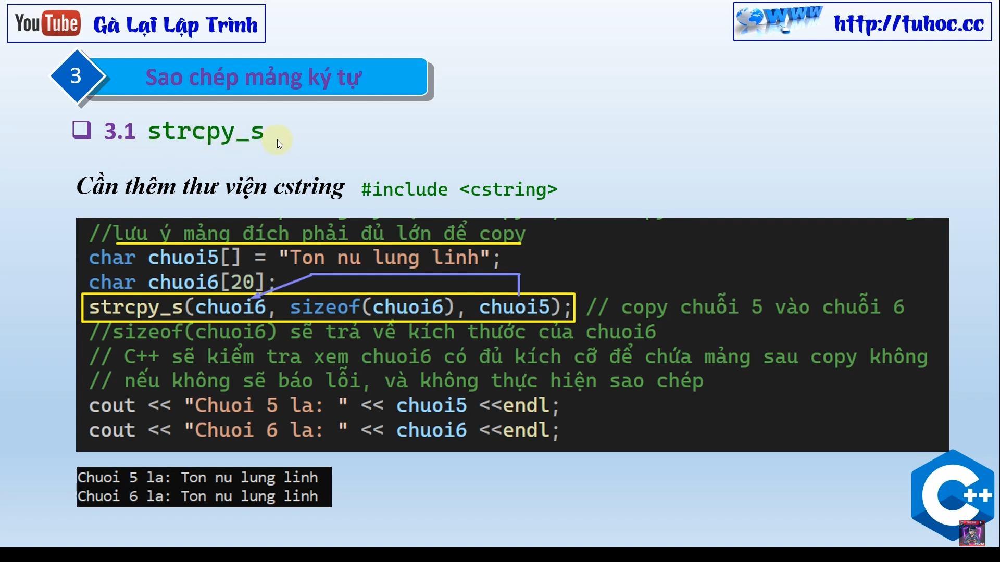 YouTube Gà Lại Lập Trình
WWW http://tuhoc.cc
3 Sao chép mảng ký tự
3.1 strcpy_s
Cần thêm thư viện cstring #include <cstring>
//lưu ý mảng đích phải đủ lớn để copy
char chuoi5[] = "Ton nu lung linh";
char chuoi6[20];
strcpy_s(chuoi6, sizeof(chuoi6), chuoi5); // copy chuỗi 5 vào chuỗi 6
//sizeof(chuoi6) sẽ trả về kích thước của chuoi6
// C++ sẽ kiểm tra xem chuoi6 có đủ kích cỡ để chứa mảng sau copy không
// nếu không sẽ báo lỗi, và không thực hiện sao chép
cout << "Chuoi 5 la: " << chuoi5 <<endl;
cout << "Chuoi 6 la: " << chuoi6 <<endl;
Chuoi 5 la: Ton nu lung linh
Chuoi 6 la: Ton nu lung linh
C++
Click!